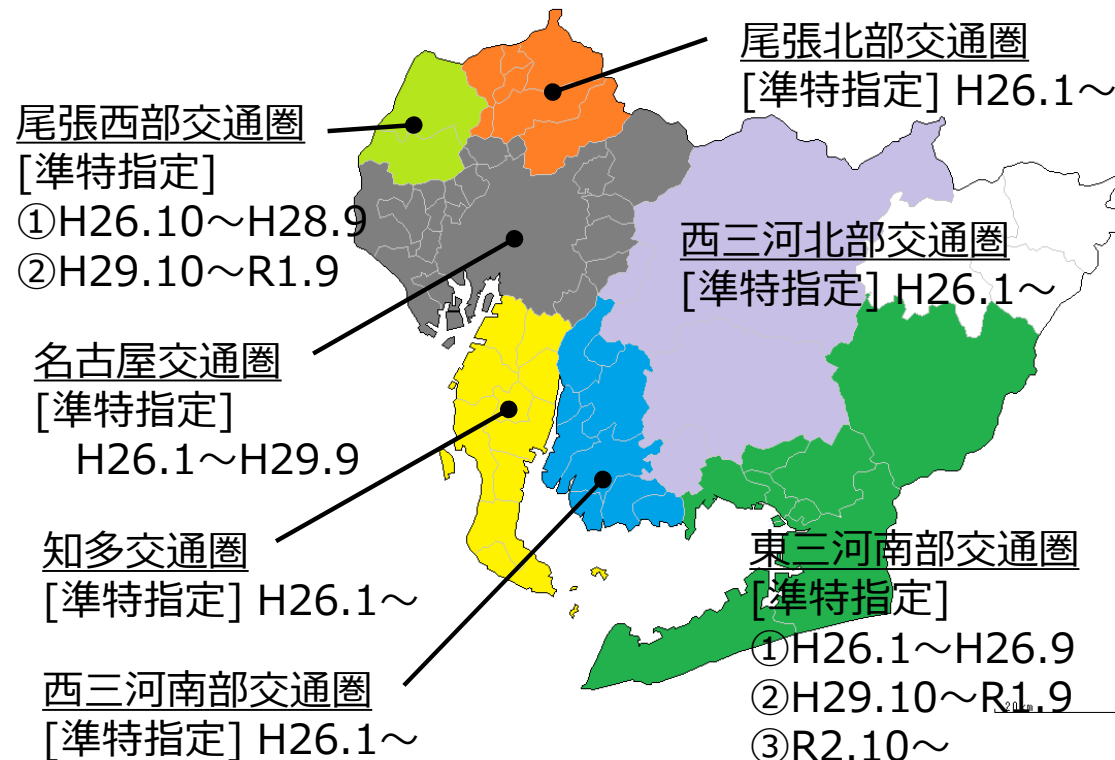 尾張北部交通圏
[準特指定] H26.1～
尾張西部交通圏
[準特指定]
①H26.10～H28.9
②H29.10～R1.9
西三河北部交通圏
[準特指定] H26.1～
名古屋交通圏
[準特指定]
H26.1～H29.9
知多交通圏
[準特指定] H26.1～
西三河南部交通圏
[準特指定] H26.1～
東三河南部交通圏
[準特指定]
①H26.1～H26.9
②H29.10～R1.9
③R2.10～
20km